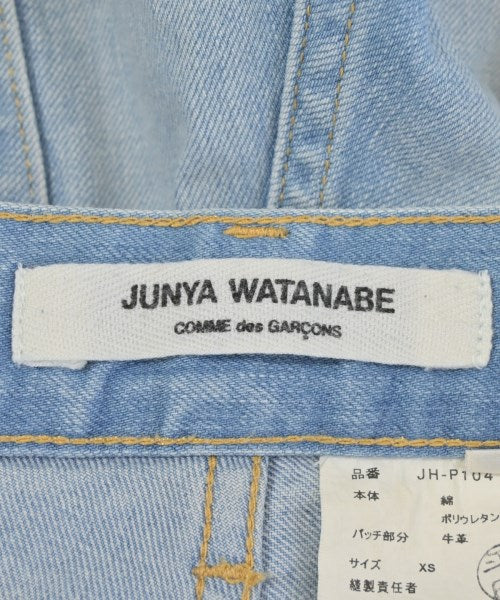 JUNYA WATANABE
COMME des GARÇONS
品番 JH-P104
本体 綿
ポリウレタン
パッチ部分 牛革
サイズ XS
縫製責任者